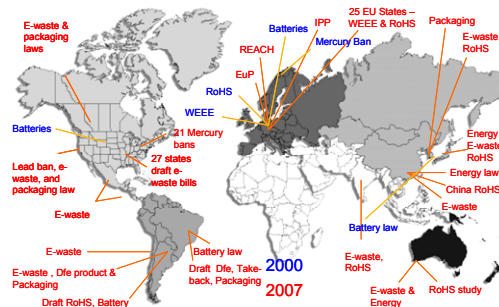 E-waste &
packaging
laws
Batteries
Lead ban, e-
waste, and
packaging law
E-waste
21 Mercury
bans
27 states
draft e-
waste bills
E-waste
E-waste , Dfe product &
Packaging
Draft RoHS, Battery
Battery law
Draft Dfe, Take-
back, Packaging
IPP
Batteries
REACH
EuP
RoHS
WEEE
25 EU States –
WEEE & RoHS
Mercury Ban
Packaging
E-waste
RoHS
Energy
E-waste
RoHS
Energy law
China RoHS
E-waste
Battery law
E-waste,
RoHS
E-waste &
Energy
RoHS study
2000
2007